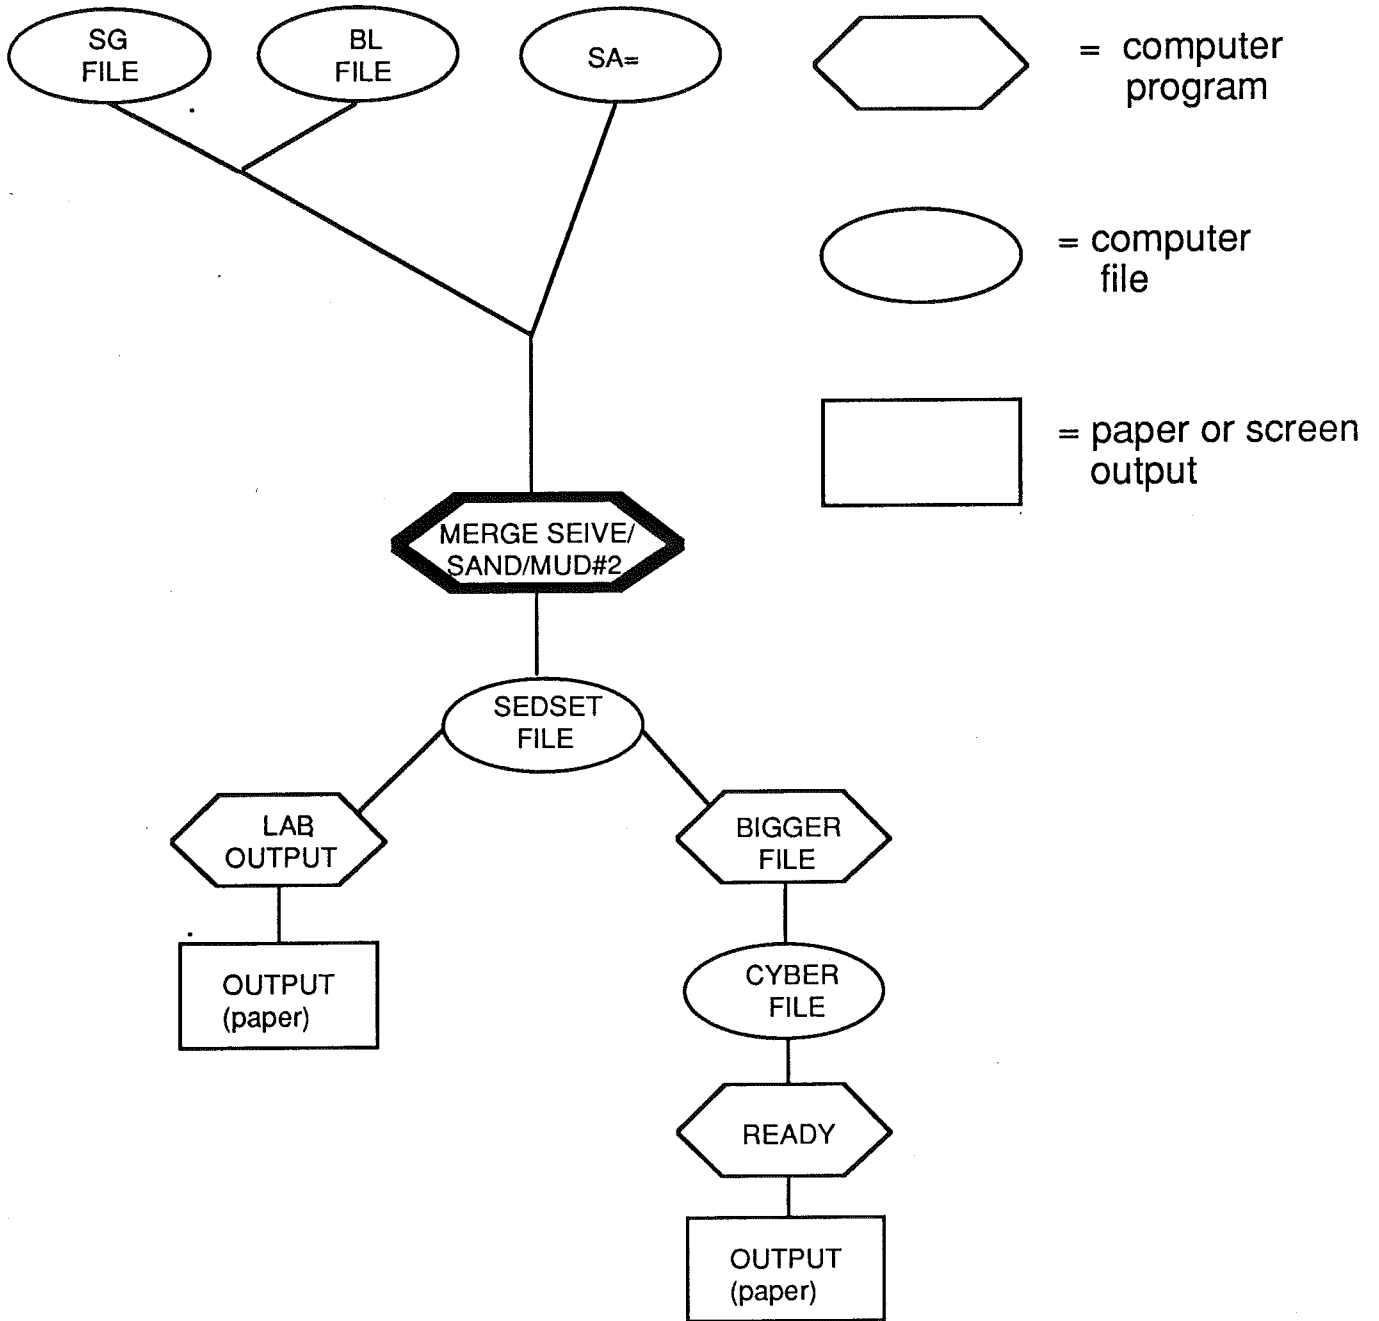 SG
FILE
BL
FILE
SA=
= computer
program
= computer
file
= paper or screen
output
MERGE SEIVE/
SAND/MUD#2
SEDSET
FILE
LAB
OUTPUT
BIGGER
FILE
OUTPUT
(paper)
CYBER
FILE
READY
OUTPUT
(paper)